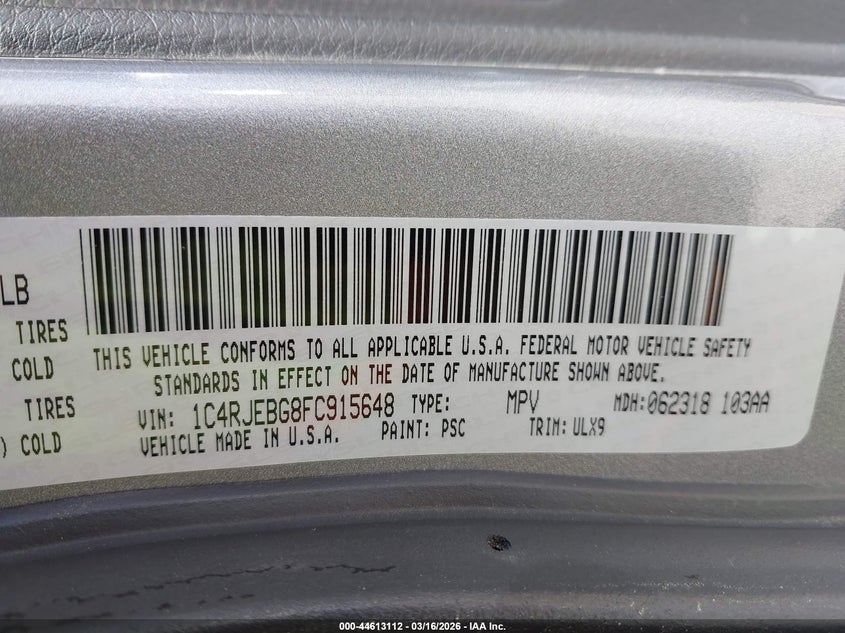 LB
TIRES
COLD
TIRES
) COLD
THIS VEHICLE CONFORMS TO ALL APPLICABLE U.S.A. FEDERAL MOTOR VEHICLE SAFETY
STANDARDS IN EFFECT ON THE DATE OF MANUFACTURE SHOWN ABOVE.
VIN: 1C4RJEBG8FC915648 TYPE: MPV MDH:062318 103AA
VEHICLE MADE IN U.S.A. PAINT: PSC TRIM: ULX9
000-44613112 - 03/16/2026 - IAA Inc.